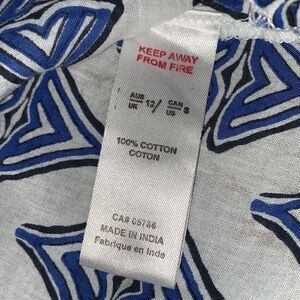 KEEP AWAY
FROM FIRE
AUS
UK 12/ CAN
US 8
100% COTTON
COTON
CA# 05756
MADE IN INDIA
Fabriqué en Inde